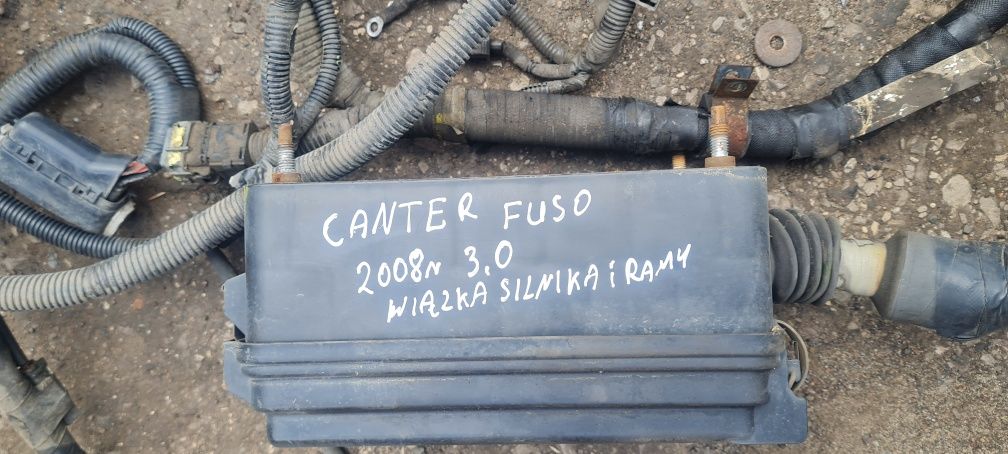 CANTER FUSO
2008r 3.0
WIĄZKA SILNIKA i RAMY